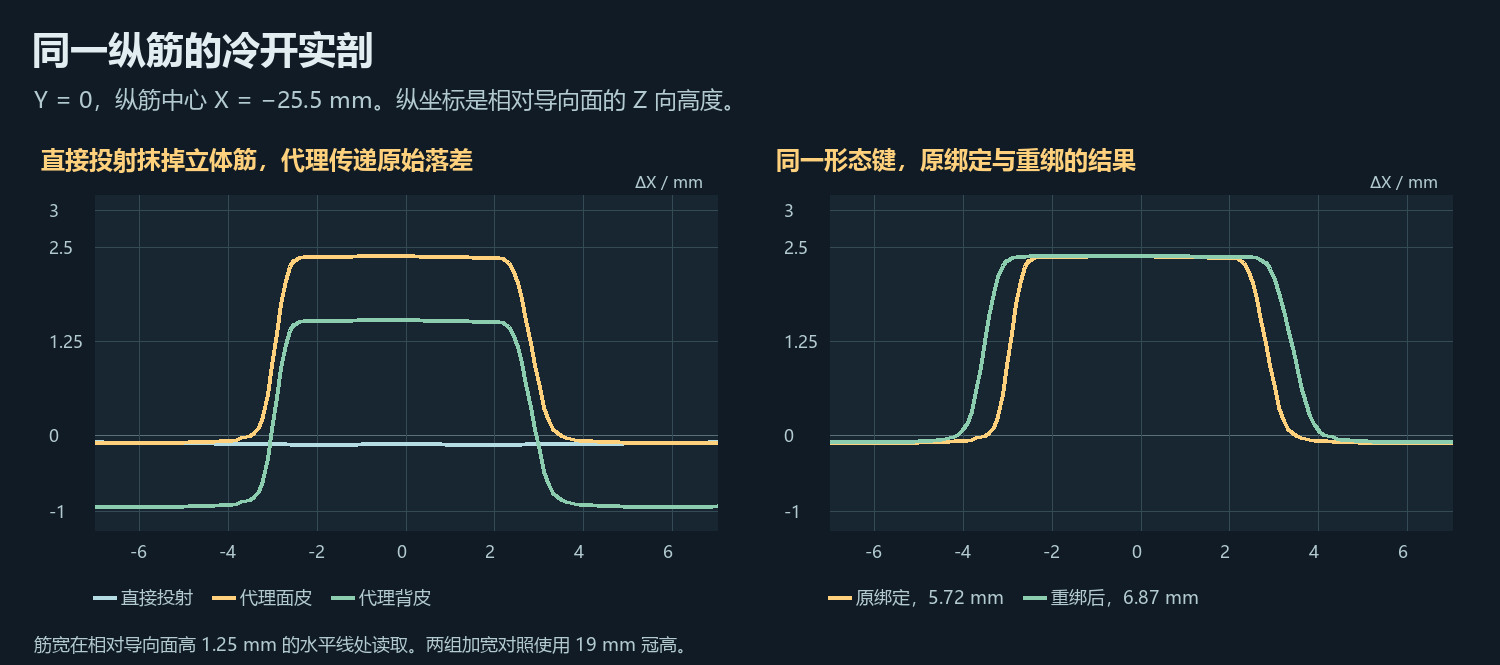 同一纵筋的冷开实剖
Y = 0，纵筋中心 X = −25.5 mm。纵坐标是相对导向面的 Z 向高度。
直接投射抹掉立体筋，代理传递原始落差
ΔX / mm
3
2.5
1.25
0
-1
-6 -4 -2 0 2 4 6
直接投射 代理面皮 代理背皮
同一形态键，原绑定与重绑的结果
ΔX / mm
3
2.5
1.25
0
-1
-6 -4 -2 0 2 4 6
原绑定，5.72 mm 重绑后，6.87 mm
筋宽在相对导向面高 1.25 mm 的水平线处读取。两组加宽对照使用 19 mm 冠高。